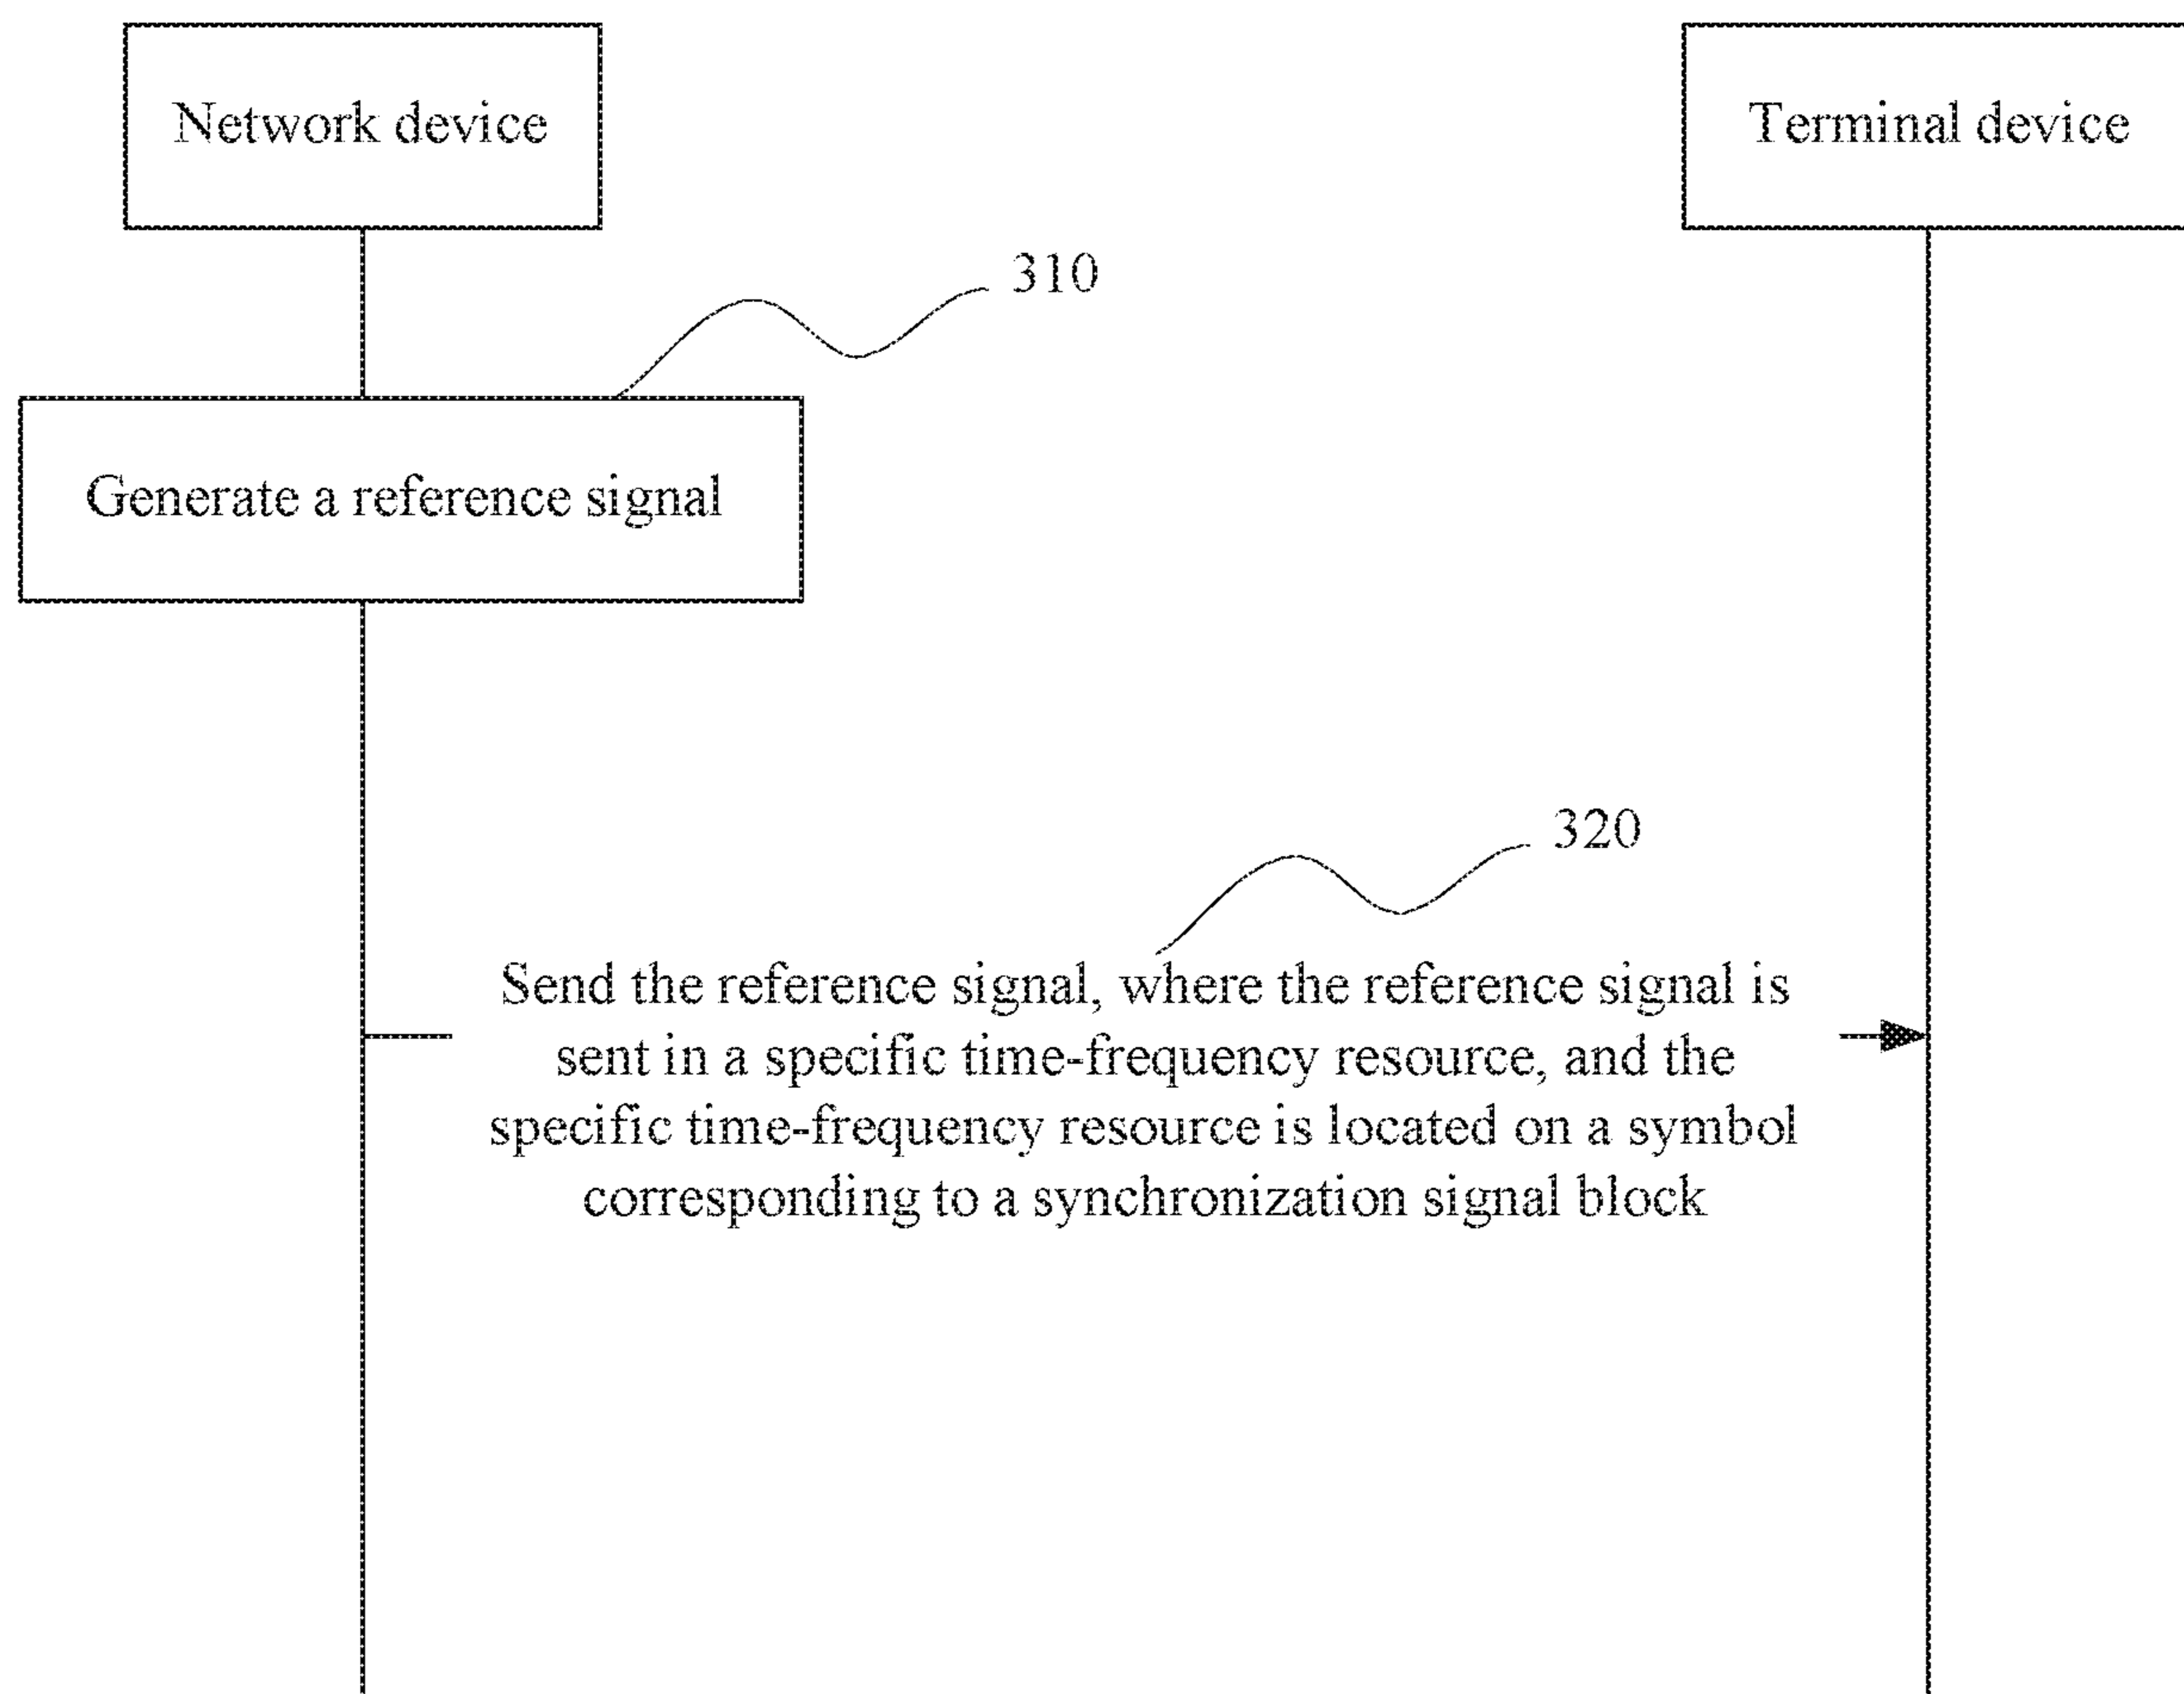 Network device
Terminal device
310
Generate a reference signal
320
Send the reference signal, where the reference signal is
sent in a specific time-frequency resource, and the
specific time-frequency resource is located on a symbol
corresponding to a synchronization signal block